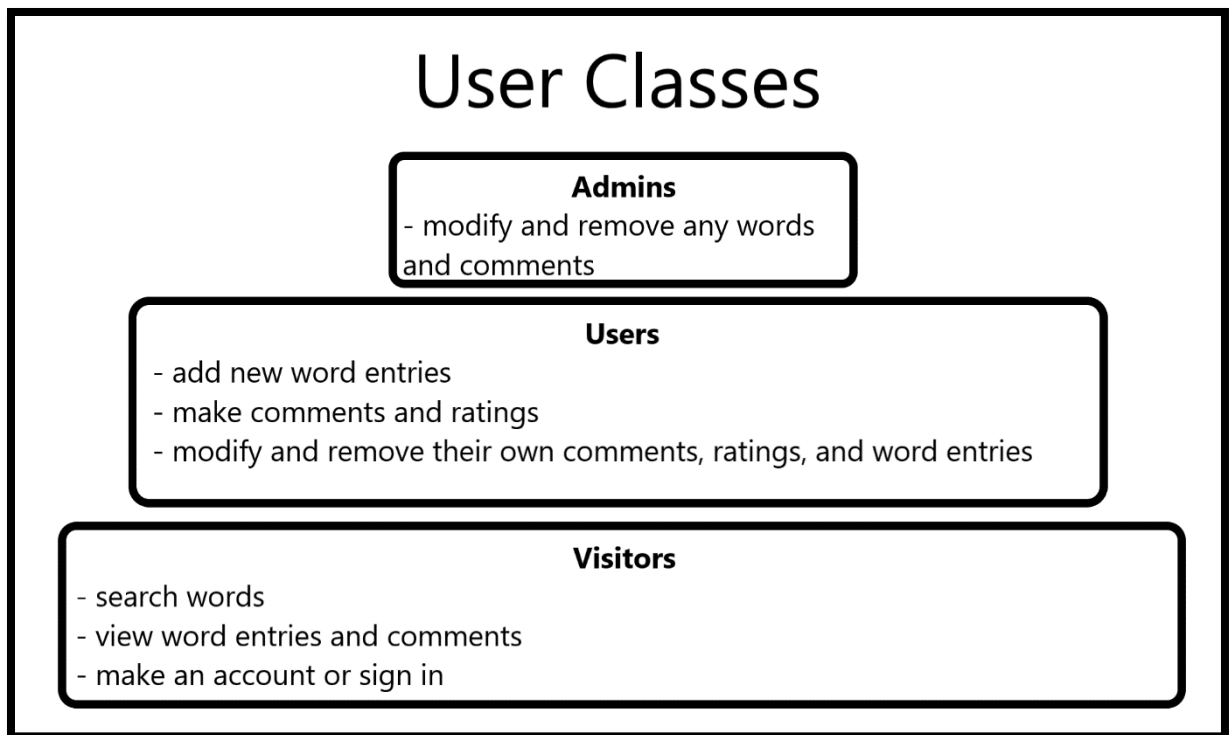 User Classes
Admins
- modify and remove any words
and comments
Users
- add new word entries
- make comments and ratings
- modify and remove their own comments, ratings, and word entries
Visitors
- search words
- view word entries and comments
- make an account or sign in